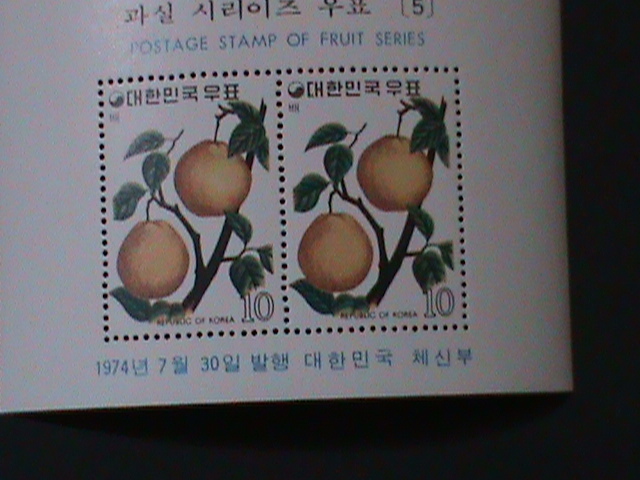 과실 시리이즈 우표 [5]
POSTAGE STAMP OF FRUIT SERIES
대한민국우표 대한민국우표
배 배
10 10
REPUBLIC OF KOREA REPUBLIC OF KOREA
1974년 7월 30일 발행 대한민국 체신부